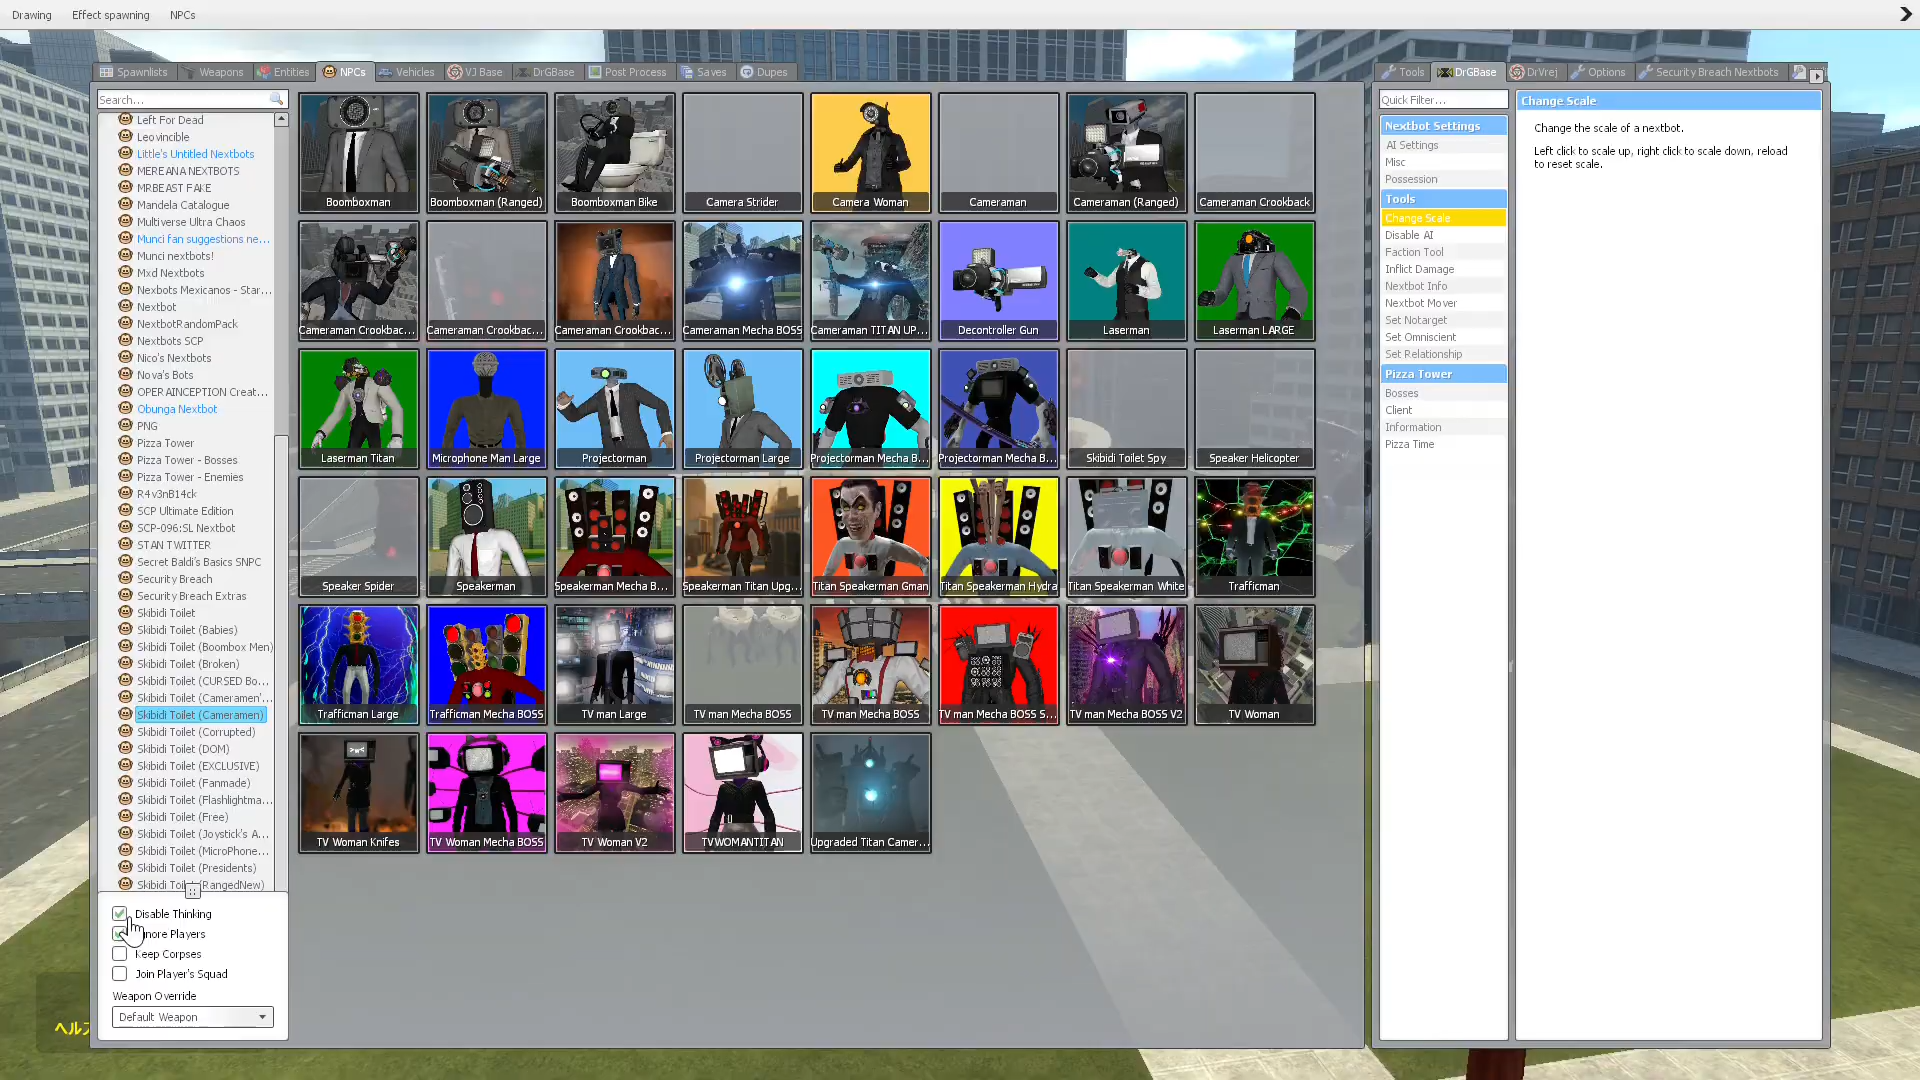 Drawing Effect spawning NPCs
Spawnlists Weapons Entities NPCs Vehicles VJ Base DrGBase Post Process Saves Dupes
Search...
Left For Dead
Leovincible
Little's Untitled Nextbots
MEREANA NEXTBOTS
MRBEAST FAKE
Mandela Catalogue
Multiverse Ultra Chaos
Munci fan suggestions ne...
Munci nextbots!
Mxd Nextbots
Nexbots Mexicanos - Star...
Nextbot
NextbotRandomPack
Nextbots SCP
Nico's Nextbots
Nova's Bots
OPERAINCEPTION Creat...
Obunga Nextbot
PNG
Pizza Tower
Pizza Tower - Bosses
Pizza Tower - Enemies
R4v3nB14ck
SCP Ultimate Edition
SCP-096:SL Nextbot
STAN TWITTER
Secret Baldi's Basics SNPC
Security Breach
Security Breach Extras
Skibidi Toilet
Skibidi Toilet (Babies)
Skibidi Toilet (Boombox Men)
Skibidi Toilet (Broken)
Skibidi Toilet (CURSED Bo...
Skibidi Toilet (Cameramen'...
Skibidi Toilet (Cameramen)
Skibidi Toilet (Corrupted)
Skibidi Toilet (DOM)
Skibidi Toilet (EXCLUSIVE)
Skibidi Toilet (Fanmade)
Skibidi Toilet (Flashlightma...
Skibidi Toilet (Free)
Skibidi Toilet (Joystick's A...
Skibidi Toilet (MicroPhone...
Skibidi Toilet (Presidents)
Skibidi Toilet (RangedNew)
Disable Thinking
Ignore Players
Keep Corpses
Join Player's Squad
Weapon Override
Default Weapon
ヘル
Boomboxman Boomboxman (Ranged) Boomboxman Bike Camera Strider Camera Woman Cameraman Cameraman (Ranged) Cameraman Crookback
Cameraman Crookbac... Cameraman Crookbac... Cameraman Crookbac... Cameraman Mecha BOSS Cameraman TITAN UP... Decontroller Gun Laserman Laserman LARGE
Laserman Titan Microphone Man Large Projectorman Projectorman Large Projectorman Mecha B... Projectorman Mecha B... Skibidi Toilet Spy Speaker Helicopter
Speaker Spider Speakerman Speakerman Mecha B... Speakerman Titan Upg... Titan Speakerman Gman Titan Speakerman Hydra Titan Speakerman White Trafficman
Trafficman Large Trafficman Mecha BOSS TV man Large TV man Mecha BOSS TV man Mecha BOSS TV man Mecha BOSS S... TV man Mecha BOSS V2 TV Woman
TV Woman Knifes TV Woman Mecha BOSS TV Woman V2 TVWOMANTITAN Upgraded Titan Camer...
Tools DrGBase DrVrej Options Security Breach Nextbots
Quick Filter...
Nextbot Settings
AI Settings
Misc
Possession
Tools
Change Scale
Disable AI
Faction Tool
Inflict Damage
Nextbot Info
Nextbot Mover
Set Notarget
Set Omniscient
Set Relationship
Pizza Tower
Bosses
Client
Information
Pizza Time
Change Scale
Change the scale of a nextbot.
Left click to scale up, right click to scale down, reload
to reset scale.